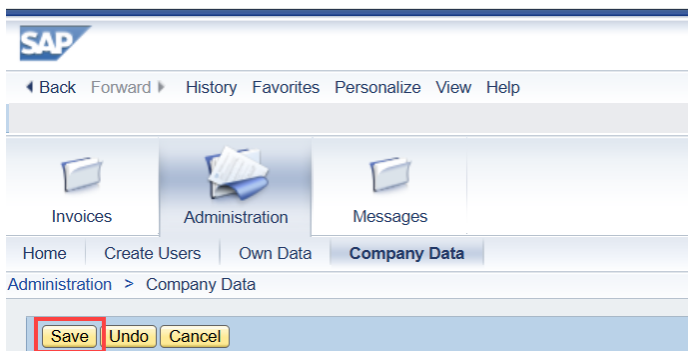 SAP
Back Forward History Favorites Personalize View Help
Invoices Administration Messages
Home Create Users Own Data Company Data
Administration > Company Data
Save Undo Cancel